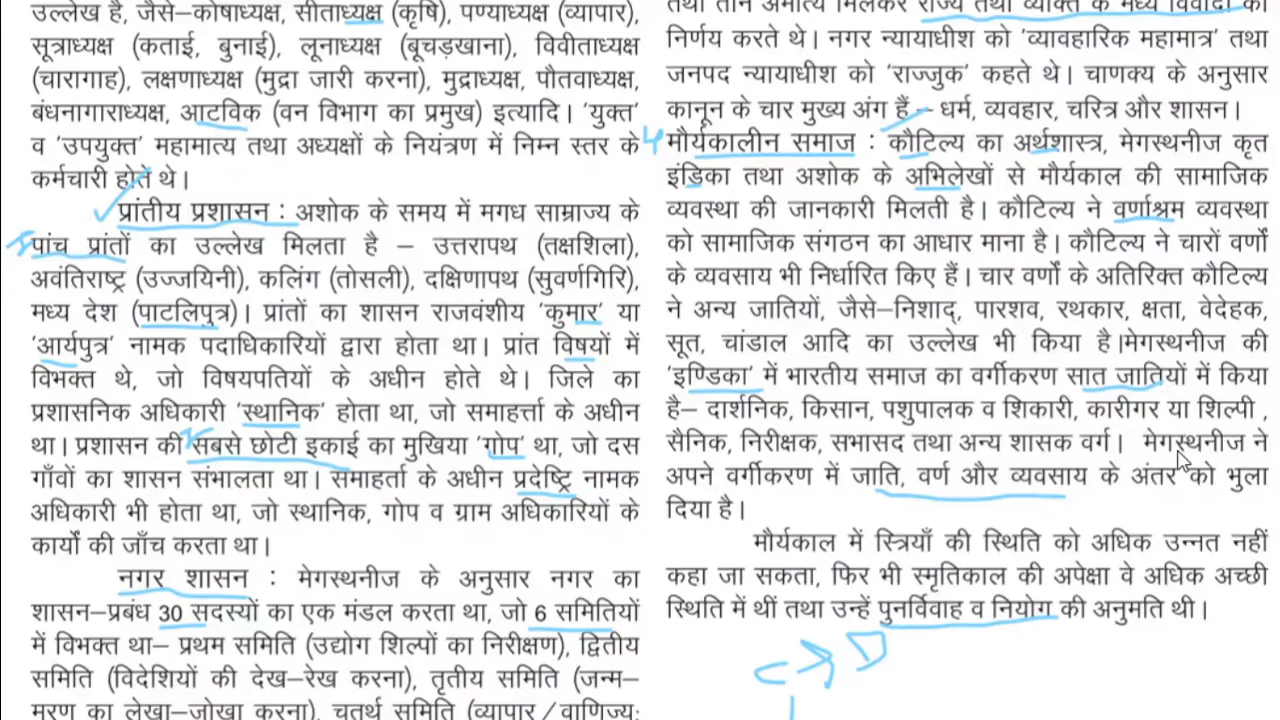 उल्लेख है, जैसे–कोषाध्यक्ष, सीताध्यक्ष (कृषि), पण्याध्यक्ष (व्यापार),
सूत्राध्यक्ष (कताई, बुनाई), लूनाध्यक्ष (बूचड़खाना), विवीताध्यक्ष
(चारागाह), लक्षणाध्यक्ष (मुद्रा जारी करना), मुद्राध्यक्ष, पौतवाध्यक्ष,
बंधनागाराध्यक्ष, आटविक (वन विभाग का प्रमुख) इत्यादि। 'युक्त'
व 'उपयुक्त' महामात्य तथा अध्यक्षों के नियंत्रण में निम्न स्तर के
कर्मचारी होते थे।
प्रांतीय प्रशासन : अशोक के समय में मगध साम्राज्य के
पांच प्रांतों का उल्लेख मिलता है – उत्तरापथ (तक्षशिला),
अवंतिराष्ट्र (उज्जयिनी), कलिंग (तोसली), दक्षिणापथ (सुवर्णगिरि),
मध्य देश (पाटलिपुत्र)। प्रांतों का शासन राजवंशीय 'कुमार' या
'आर्यपुत्र' नामक पदाधिकारियों द्वारा होता था। प्रांत विषयों में
विभक्त थे, जो विषयपतियों के अधीन होते थे। जिले का
प्रशासनिक अधिकारी 'स्थानिक' होता था, जो समाहर्त्ता के अधीन
था। प्रशासन की सबसे छोटी इकाई का मुखिया 'गोप' था, जो दस
गाँवों का शासन संभालता था। समाहर्ता के अधीन प्रदेष्ट्रि नामक
अधिकारी भी होता था, जो स्थानिक, गोप व ग्राम अधिकारियों के
कार्यों की जाँच करता था।
नगर शासन : मेगस्थनीज के अनुसार नगर का
शासन–प्रबंध 30 सदस्यों का एक मंडल करता था, जो 6 समितियों
में विभक्त था– प्रथम समिति (उद्योग शिल्पों का निरीक्षण), द्वितीय
समिति (विदेशियों की देख–रेख करना), तृतीय समिति (जन्म–
मरण का लेखा–जोखा करना), चतुर्थ समिति (व्यापार/वाणिज्य:
तथा तीन अमात्य मिलकर राज्य तथा व्यक्ति के मध्य विवादों का
निर्णय करते थे। नगर न्यायाधीश को 'व्यावहारिक महामात्र' तथा
जनपद न्यायाधीश को 'राज्जुक' कहते थे। चाणक्य के अनुसार
कानून के चार मुख्य अंग हैं – धर्म, व्यवहार, चरित्र और शासन।
4 मौर्यकालीन समाज : कौटिल्य का अर्थशास्त्र, मेगस्थनीज कृत
इंडिका तथा अशोक के अभिलेखों से मौर्यकाल की सामाजिक
व्यवस्था की जानकारी मिलती है। कौटिल्य ने वर्णाश्रम व्यवस्था
को सामाजिक संगठन का आधार माना है। कौटिल्य ने चारों वर्णों
के व्यवसाय भी निर्धारित किए हैं। चार वर्णों के अतिरिक्त कौटिल्य
ने अन्य जातियों, जैसे–निशाद्, पारशव, रथकार, क्षता, वेदेहक,
सूत, चांडाल आदि का उल्लेख भी किया है।मेगस्थनीज की
'इण्डिका' में भारतीय समाज का वर्गीकरण सात जातियों में किया
है– दार्शनिक, किसान, पशुपालक व शिकारी, कारीगर या शिल्पी ,
सैनिक, निरीक्षक, सभासद तथा अन्य शासक वर्ग। मेगस्थनीज ने
अपने वर्गीकरण में जाति, वर्ण और व्यवसाय के अंतर को भुला
दिया है।
मौर्यकाल में स्त्रियाँ की स्थिति को अधिक उन्नत नहीं
कहा जा सकता, फिर भी स्मृतिकाल की अपेक्षा वे अधिक अच्छी
स्थिति में थीं तथा उन्हें पुनर्विवाह व नियोग की अनुमति थी।
C → D